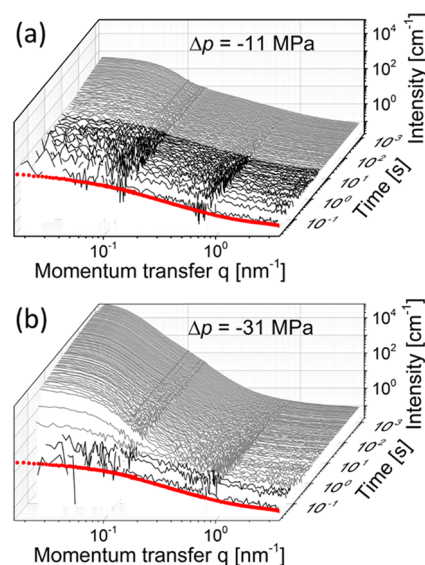 (a)
Δp = -11 MPa
10⁴
10²
10⁰
Intensity [cm⁻¹]
10³
10²
10¹
10⁰
10⁻¹
Time [s]
10⁻¹
10⁰
Momentum transfer q [nm⁻¹]
(b)
Δp = -31 MPa
10⁴
10²
10⁰
Intensity [cm⁻¹]
10³
10²
10¹
10⁰
10⁻¹
Time [s]
10⁻¹
10⁰
Momentum transfer q [nm⁻¹]